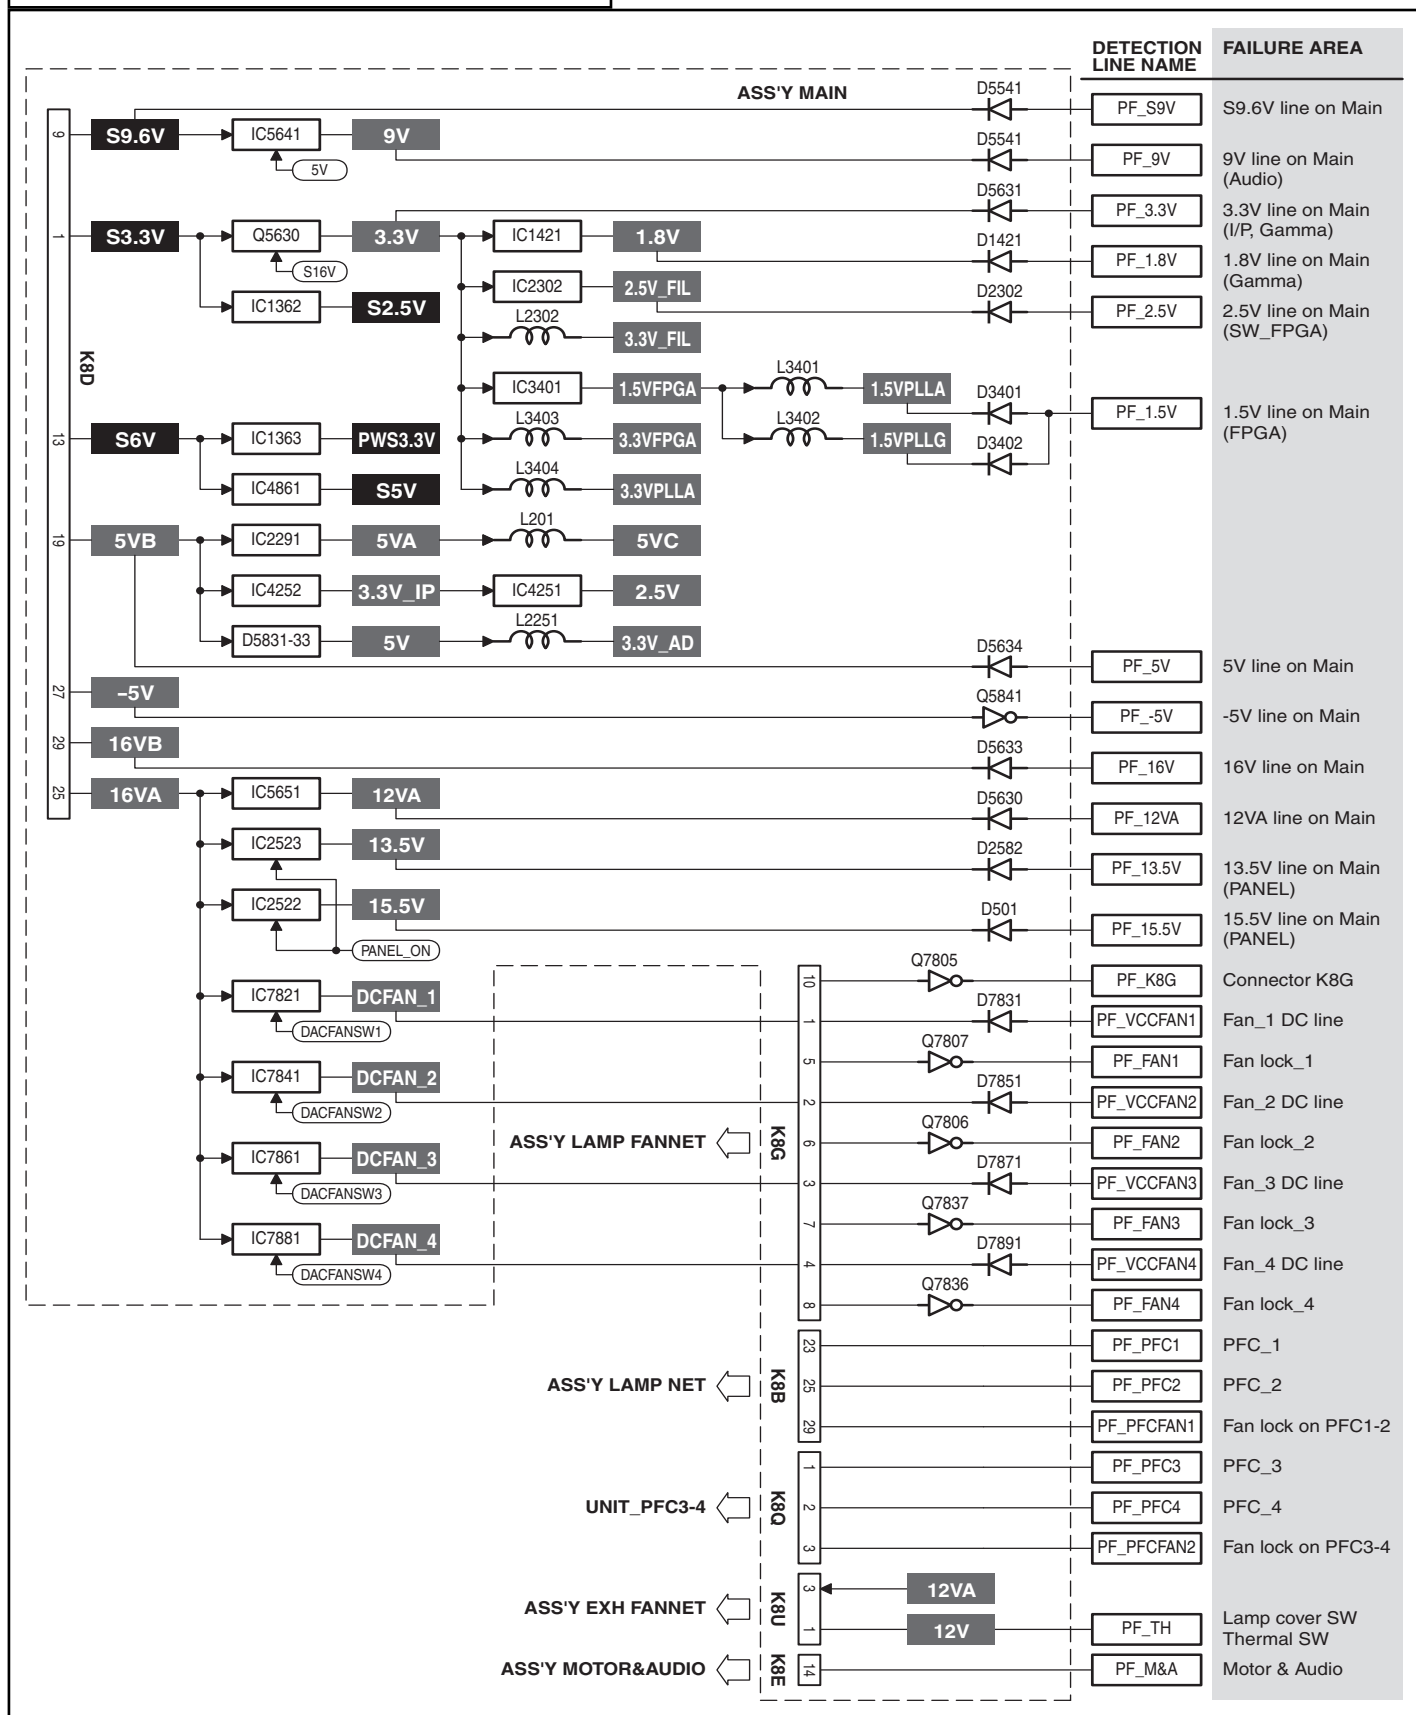 DETECTION
LINE NAME
FAILURE AREA
ASS'Y MAIN
D5541
PF_S9V
S9.6V line on Main
9
S9.6V
IC5641
9V
5V
D5541
PF_9V
9V line on Main
(Audio)
D5631
PF_3.3V
3.3V line on Main
(I/P, Gamma)
1
S3.3V
Q5630
3.3V
IC1421
1.8V
S16V
D1421
PF_1.8V
1.8V line on Main
(Gamma)
IC1362
S2.5V
IC2302
2.5V_FIL
D2302
PF_2.5V
2.5V line on Main
(SW_FPGA)
L2302
3.3V_FIL
K8D
IC3401
1.5VFPGA
L3401
1.5VPLLA
D3401
PF_1.5V
1.5V line on Main
(FPGA)
13
S6V
IC1363
PWS3.3V
L3403
3.3VFPGA
L3402
1.5VPLLG
D3402
IC4861
S5V
L3404
3.3VPLLA
19
5VB
IC2291
5VA
L201
5VC
IC4252
3.3V_IP
IC4251
2.5V
D5831-33
5V
L2251
3.3V_AD
D5634
PF_5V
5V line on Main
27
–5V
Q5841
PF_-5V
-5V line on Main
29
16VB
D5633
PF_16V
16V line on Main
25
16VA
IC5651
12VA
D5630
PF_12VA
12VA line on Main
IC2523
13.5V
D2582
PF_13.5V
13.5V line on Main
(PANEL)
IC2522
15.5V
D501
PF_15.5V
15.5V line on Main
(PANEL)
PANEL_ON
10
Q7805
PF_K8G
Connector K8G
IC7821
DCFAN_1
DACFANSW1
1
D7831
PF_VCCFAN1
Fan_1 DC line
5
Q7807
PF_FAN1
Fan lock_1
IC7841
DCFAN_2
DACFANSW2
2
D7851
PF_VCCFAN2
Fan_2 DC line
ASS'Y LAMP FANNET
K8G
6
Q7806
PF_FAN2
Fan lock_2
IC7861
DCFAN_3
DACFANSW3
3
D7871
PF_VCCFAN3
Fan_3 DC line
7
Q7837
PF_FAN3
Fan lock_3
IC7881
DCFAN_4
DACFANSW4
4
D7891
PF_VCCFAN4
Fan_4 DC line
8
Q7836
PF_FAN4
Fan lock_4
23
PF_PFC1
PFC_1
ASS'Y LAMP NET
K8B
25
PF_PFC2
PFC_2
29
PF_PFCFAN1
Fan lock on PFC1-2
1
PF_PFC3
PFC_3
UNIT_PFC3-4
K8Q
2
PF_PFC4
PFC_4
3
PF_PFCFAN2
Fan lock on PFC3-4
3
12VA
ASS'Y EXH FANNET
K8U
1
12V
PF_TH
Lamp cover SW
Thermal SW
ASS'Y MOTOR&AUDIO
K8E
14
PF_M&A
Motor & Audio